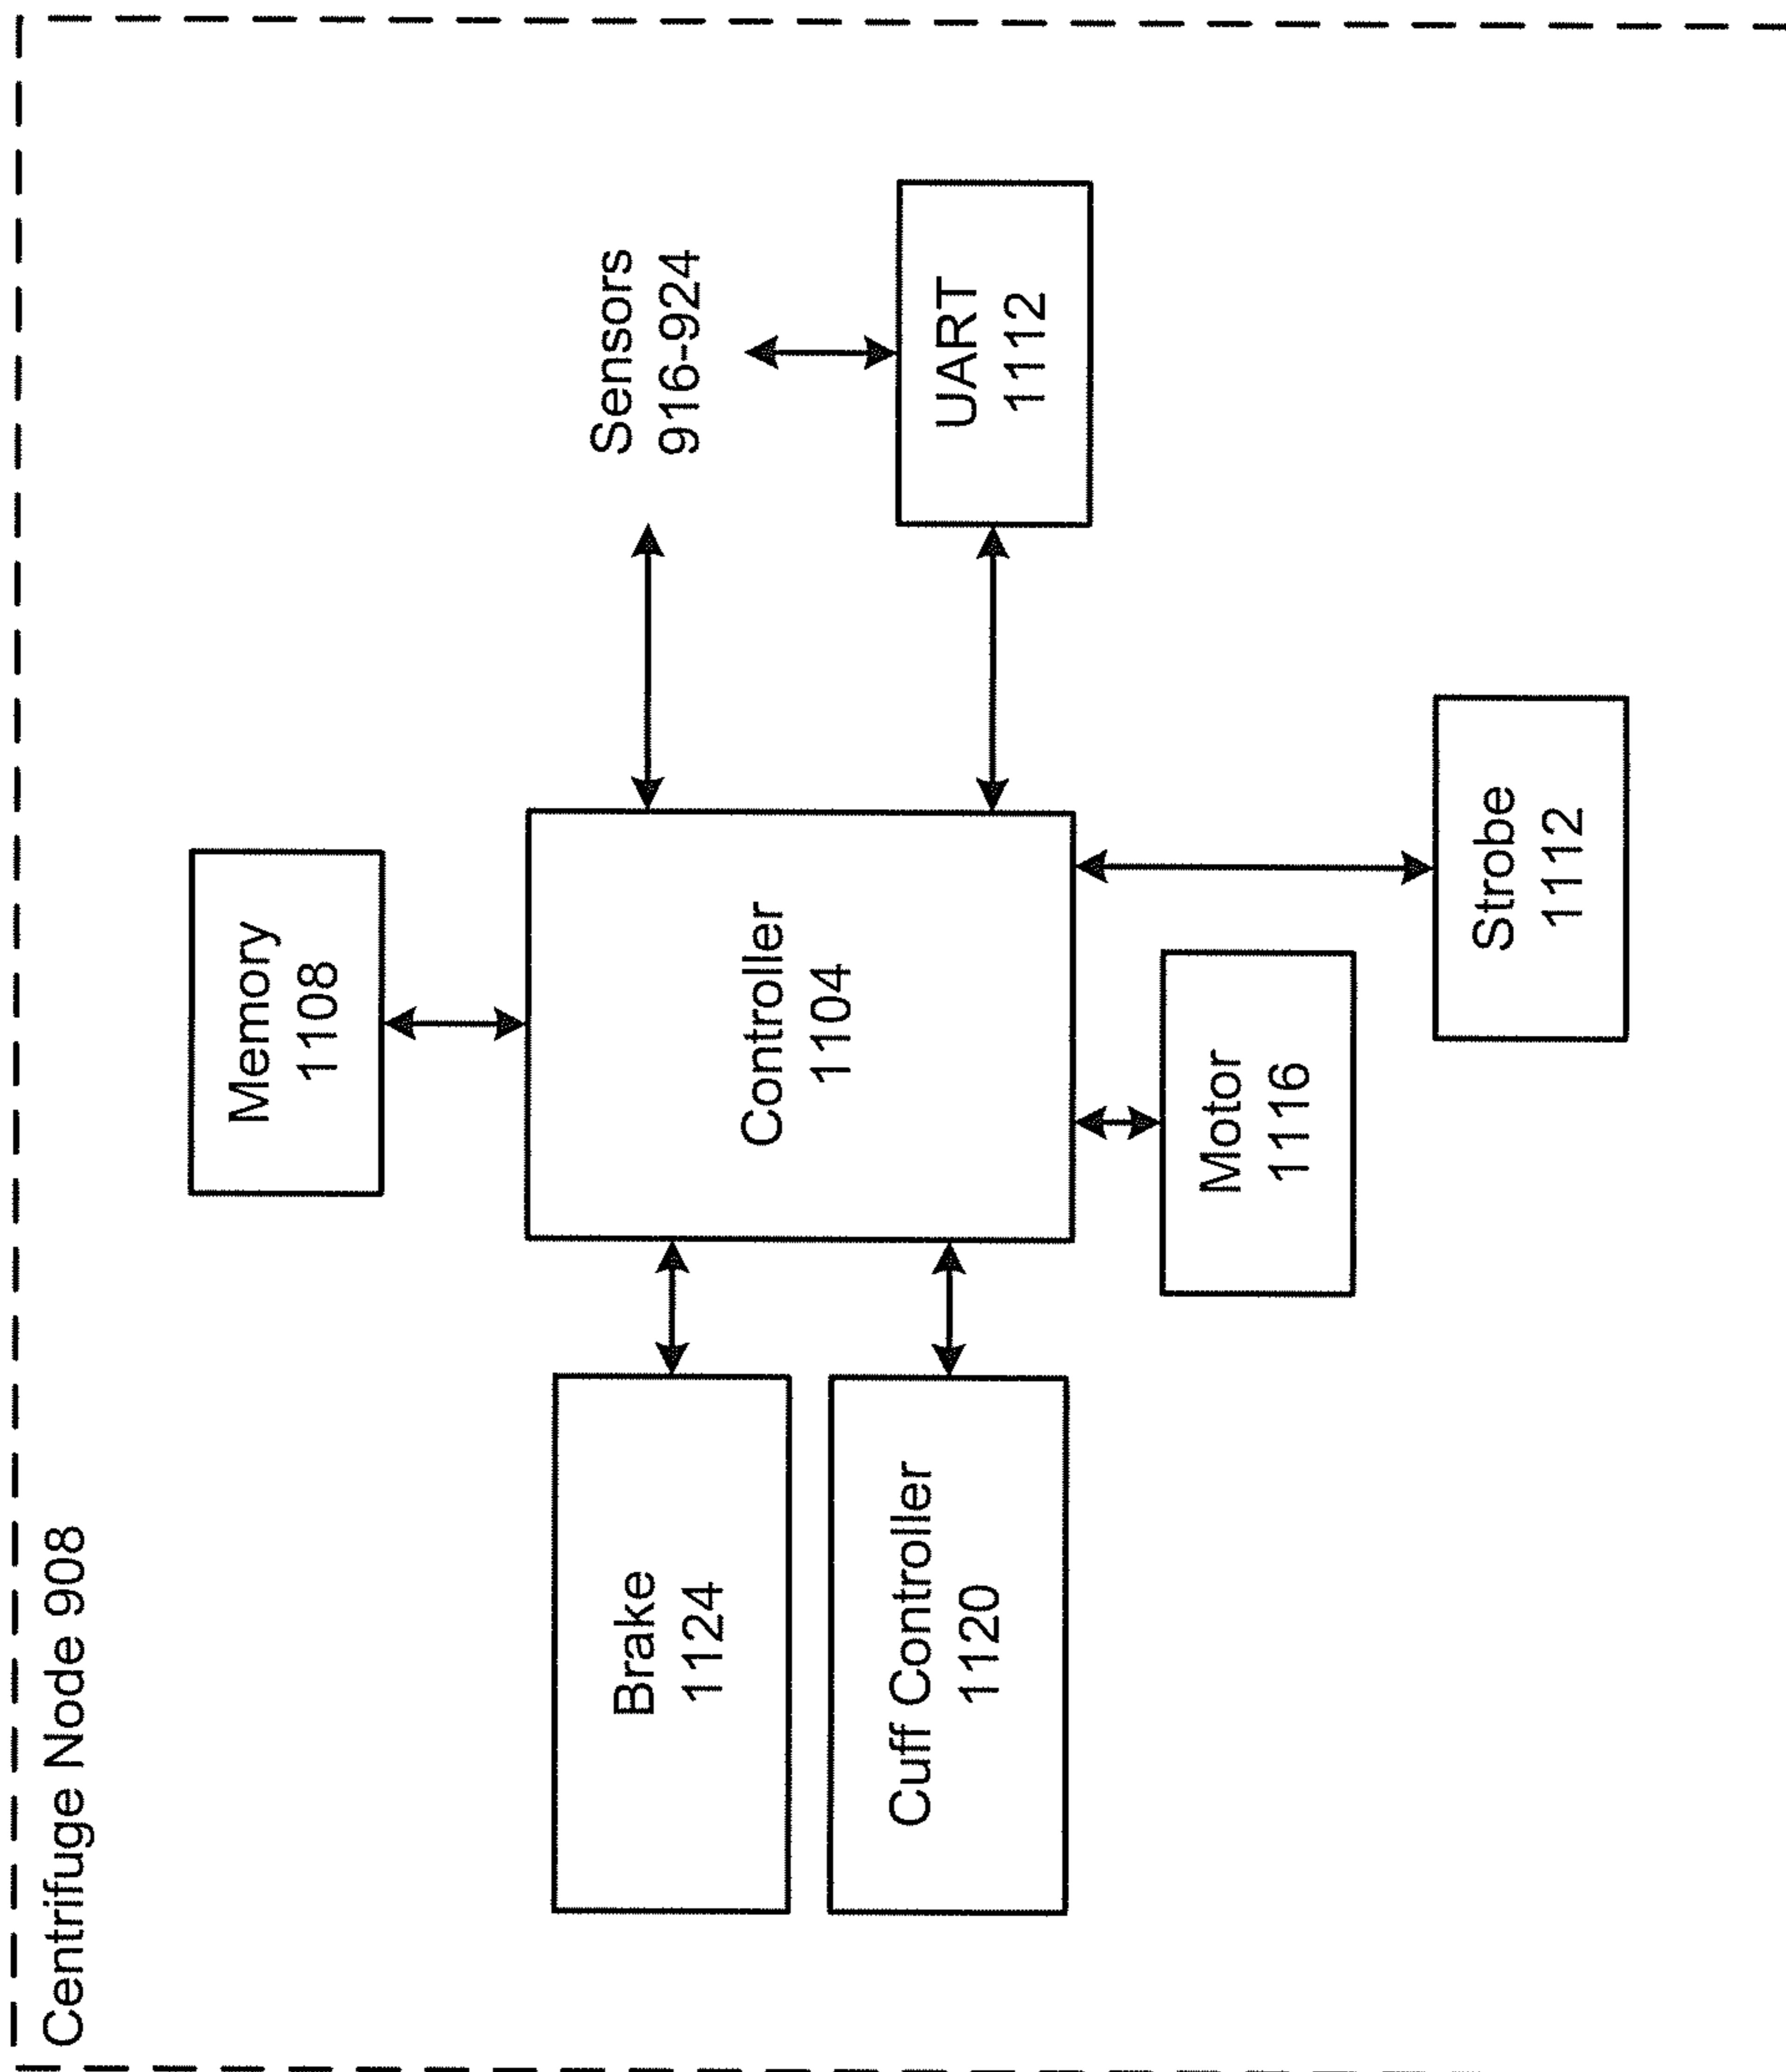 Centrifuge Node 908
Memory
1108
Brake
1124
Sensors
916-924
Controller
1104
Cuff Controller
1120
UART
1112
Motor
1116
Strobe
1112